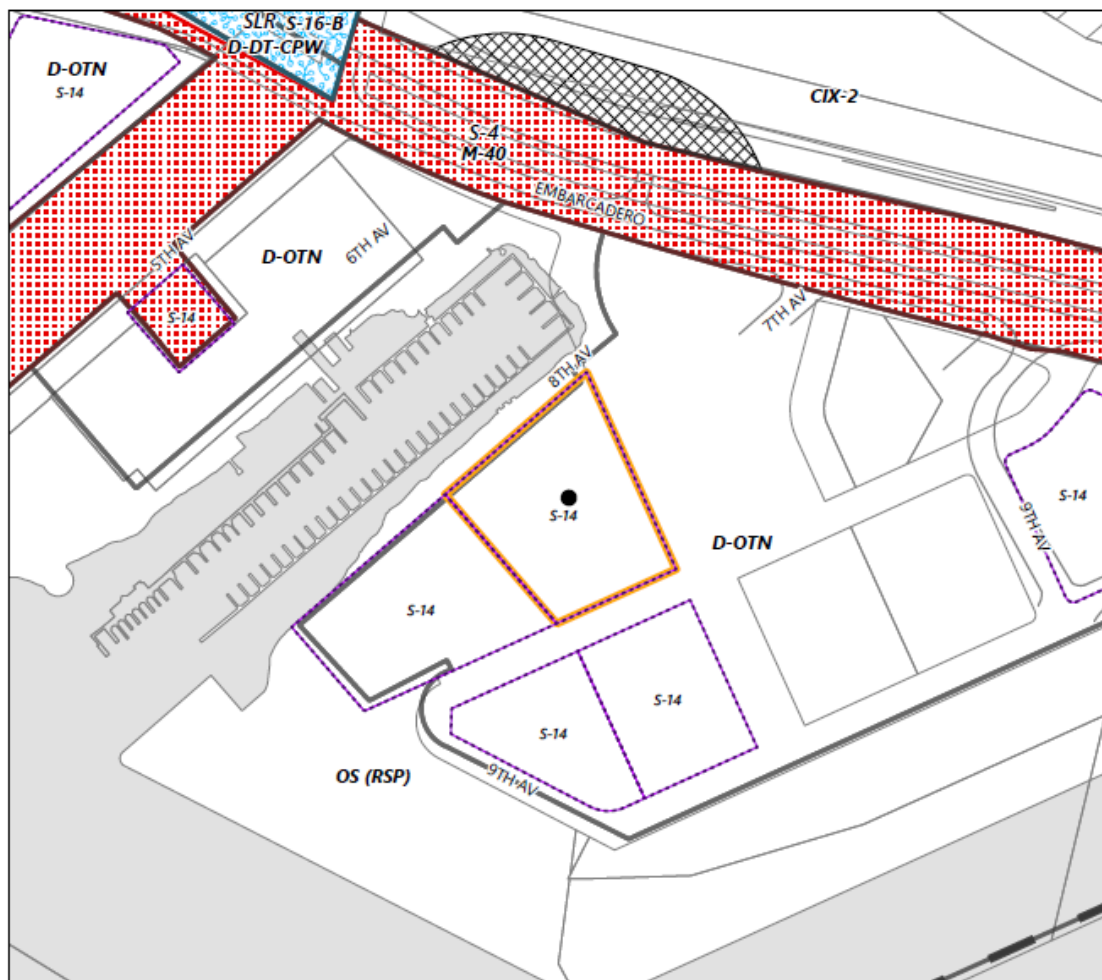 SLR S-16-B
D-DT-CPW
D-OTN
S-14
CIX-2
S-4
M-40
EMBARCADERO
5TH AV
D-OTN
6TH AV
S-14
7TH AV
8TH AV
S-14
S-14
9TH AV
D-OTN
S-14
S-14
S-14
OS (RSP)
9TH AV